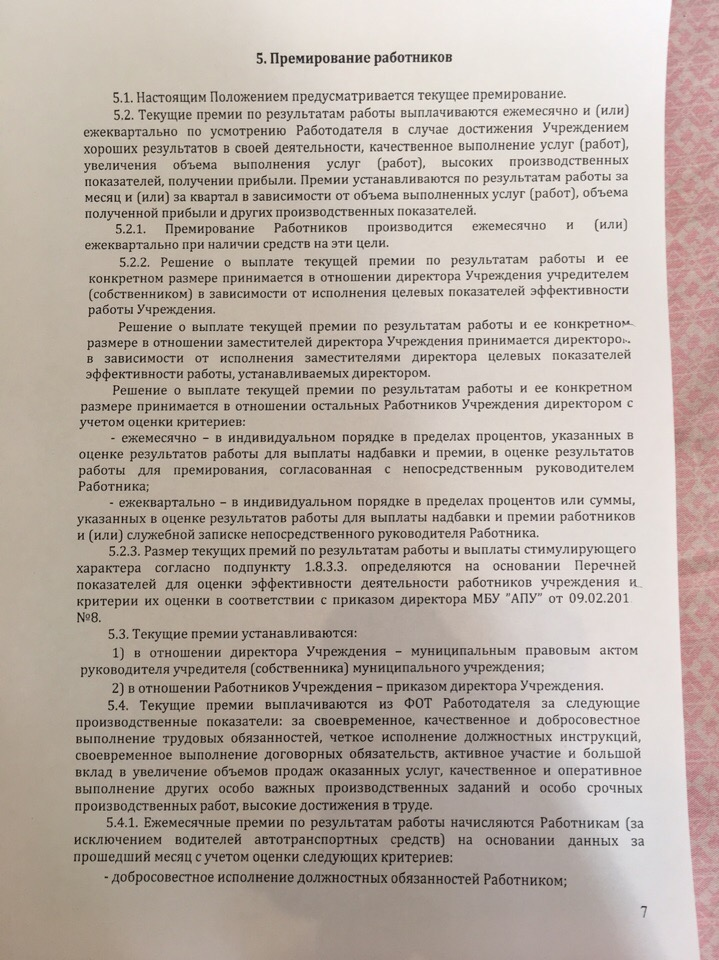 5. Премирование работников
5.1. Настоящим Положением предусматривается текущее премирование.
5.2. Текущие премии по результатам работы выплачиваются ежемесячно и (или)
ежеквартально по усмотрению Работодателя в случае достижения Учреждением
хороших результатов в своей деятельности, качественное выполнение услуг (работ),
увеличения объема выполнения услуг (работ), высоких производственных
показателей, получении прибыли. Премии устанавливаются по результатам работы за
месяц и (или) за квартал в зависимости от объема выполненных услуг (работ), объема
полученной прибыли и других производственных показателей.
5.2.1. Премирование Работников производится ежемесячно и (или)
ежеквартально при наличии средств на эти цели.
5.2.2. Решение о выплате текущей премии по результатам работы и ее
конкретном размере принимается в отношении директора Учреждения учредителем
(собственником) в зависимости от исполнения целевых показателей эффективности
работы Учреждения.
Решение о выплате текущей премии по результатам работы и ее конкретном
размере в отношении заместителей директора Учреждения принимается директором
в зависимости от исполнения заместителями директора целевых показателей
эффективности работы, устанавливаемых директором.
Решение о выплате текущей премии по результатам работы и ее конкретном
размере принимается в отношении остальных Работников Учреждения директором с
учетом оценки критериев:
- ежемесячно – в индивидуальном порядке в пределах процентов, указанных в
оценке результатов работы для выплаты надбавки и премии, в оценке результатов
работы для премирования, согласованная с непосредственным руководителем
Работника;
- ежеквартально – в индивидуальном порядке в пределах процентов или суммы,
указанных в оценке результатов работы для выплаты надбавки и премии работников
и (или) служебной записке непосредственного руководителя Работника.
5.2.3. Размер текущих премий по результатам работы и выплаты стимулирующего
характера согласно подпункту 1.8.3.3. определяются на основании Перечней
показателей для оценки эффективности деятельности работников учреждения и
критерии их оценки в соответствии с приказом директора МБУ "АПУ" от 09.02.201
№8.
5.3. Текущие премии устанавливаются:
1) в отношении директора Учреждения – муниципальным правовым актом
руководителя учредителя (собственника) муниципального учреждения;
2) в отношении Работников Учреждения – приказом директора Учреждения.
5.4. Текущие премии выплачиваются из ФОТ Работодателя за следующие
производственные показатели: за своевременное, качественное и добросовестное
выполнение трудовых обязанностей, четкое исполнение должностных инструкций,
своевременное выполнение договорных обязательств, активное участие и большой
вклад в увеличение объемов продаж оказанных услуг, качественное и оперативное
выполнение других особо важных производственных заданий и особо срочных
производственных работ, высокие достижения в труде.
5.4.1. Ежемесячные премии по результатам работы начисляются Работникам (за
исключением водителей автотранспортных средств) на основании данных за
прошедший месяц с учетом оценки следующих критериев:
- добросовестное исполнение должностных обязанностей Работником;
7